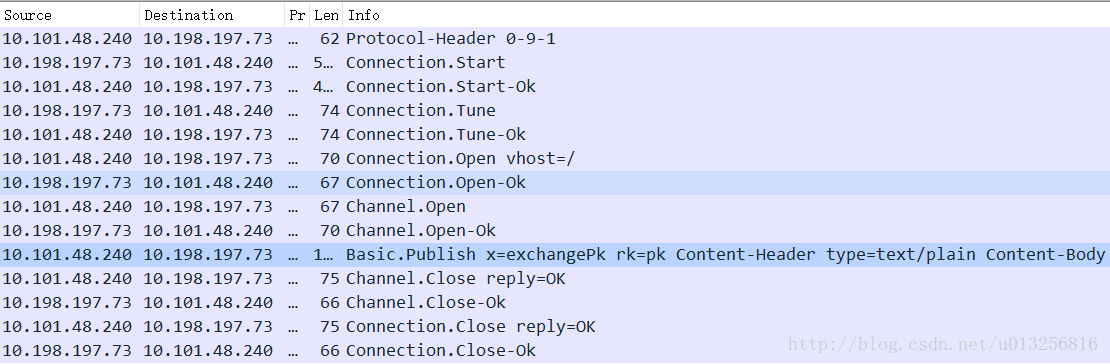 Source Destination Pr Len Info
10.101.48.240 10.198.197.73 … 62 Protocol-Header 0-9-1
10.198.197.73 10.101.48.240 … 5… Connection.Start
10.101.48.240 10.198.197.73 … 4… Connection.Start-Ok
10.198.197.73 10.101.48.240 … 74 Connection.Tune
10.101.48.240 10.198.197.73 … 74 Connection.Tune-Ok
10.101.48.240 10.198.197.73 … 70 Connection.Open vhost=/
10.198.197.73 10.101.48.240 … 67 Connection.Open-Ok
10.101.48.240 10.198.197.73 … 67 Channel.Open
10.198.197.73 10.101.48.240 … 70 Channel.Open-Ok
10.101.48.240 10.198.197.73 … 1… Basic.Publish x=exchangePk rk=pk Content-Header type=text/plain Content-Body
10.101.48.240 10.198.197.73 … 75 Channel.Close reply=OK
10.198.197.73 10.101.48.240 … 66 Channel.Close-Ok
10.101.48.240 10.198.197.73 … 75 Connection.Close reply=OK
10.198.197.73 10.101.48.240 … 66 Connection.Close-Ok
http://blog.csdn.net/u013256816